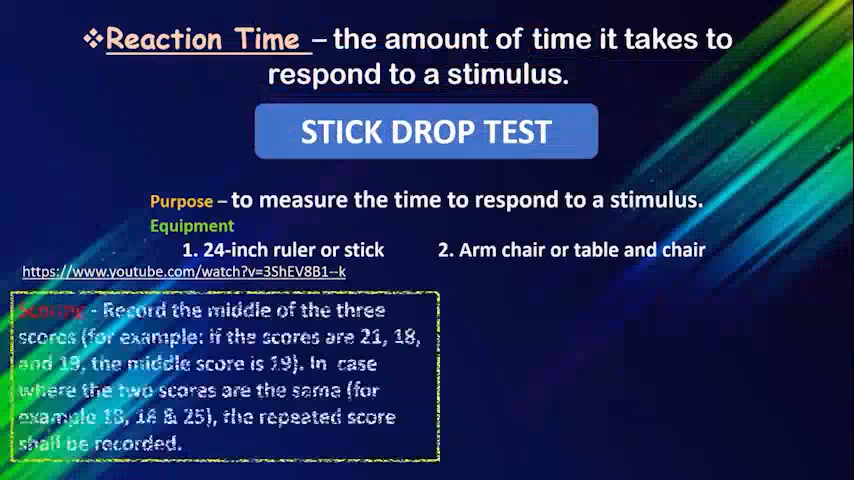 ❖Reaction Time – the amount of time it takes to
respond to a stimulus.
STICK DROP TEST
Purpose – to measure the time to respond to a stimulus.
Equipment
1. 24-inch ruler or stick 2. Arm chair or table and chair
https://www.youtube.com/watch?v=3ShEV8B1--k
Scoring - Record the middle of the three
scores (for example: if the scores are 21, 18,
and 19, the middle score is 19). In case
where the two scores are the same (for
example 18, 18 & 25), the repeated score
shall be recorded.